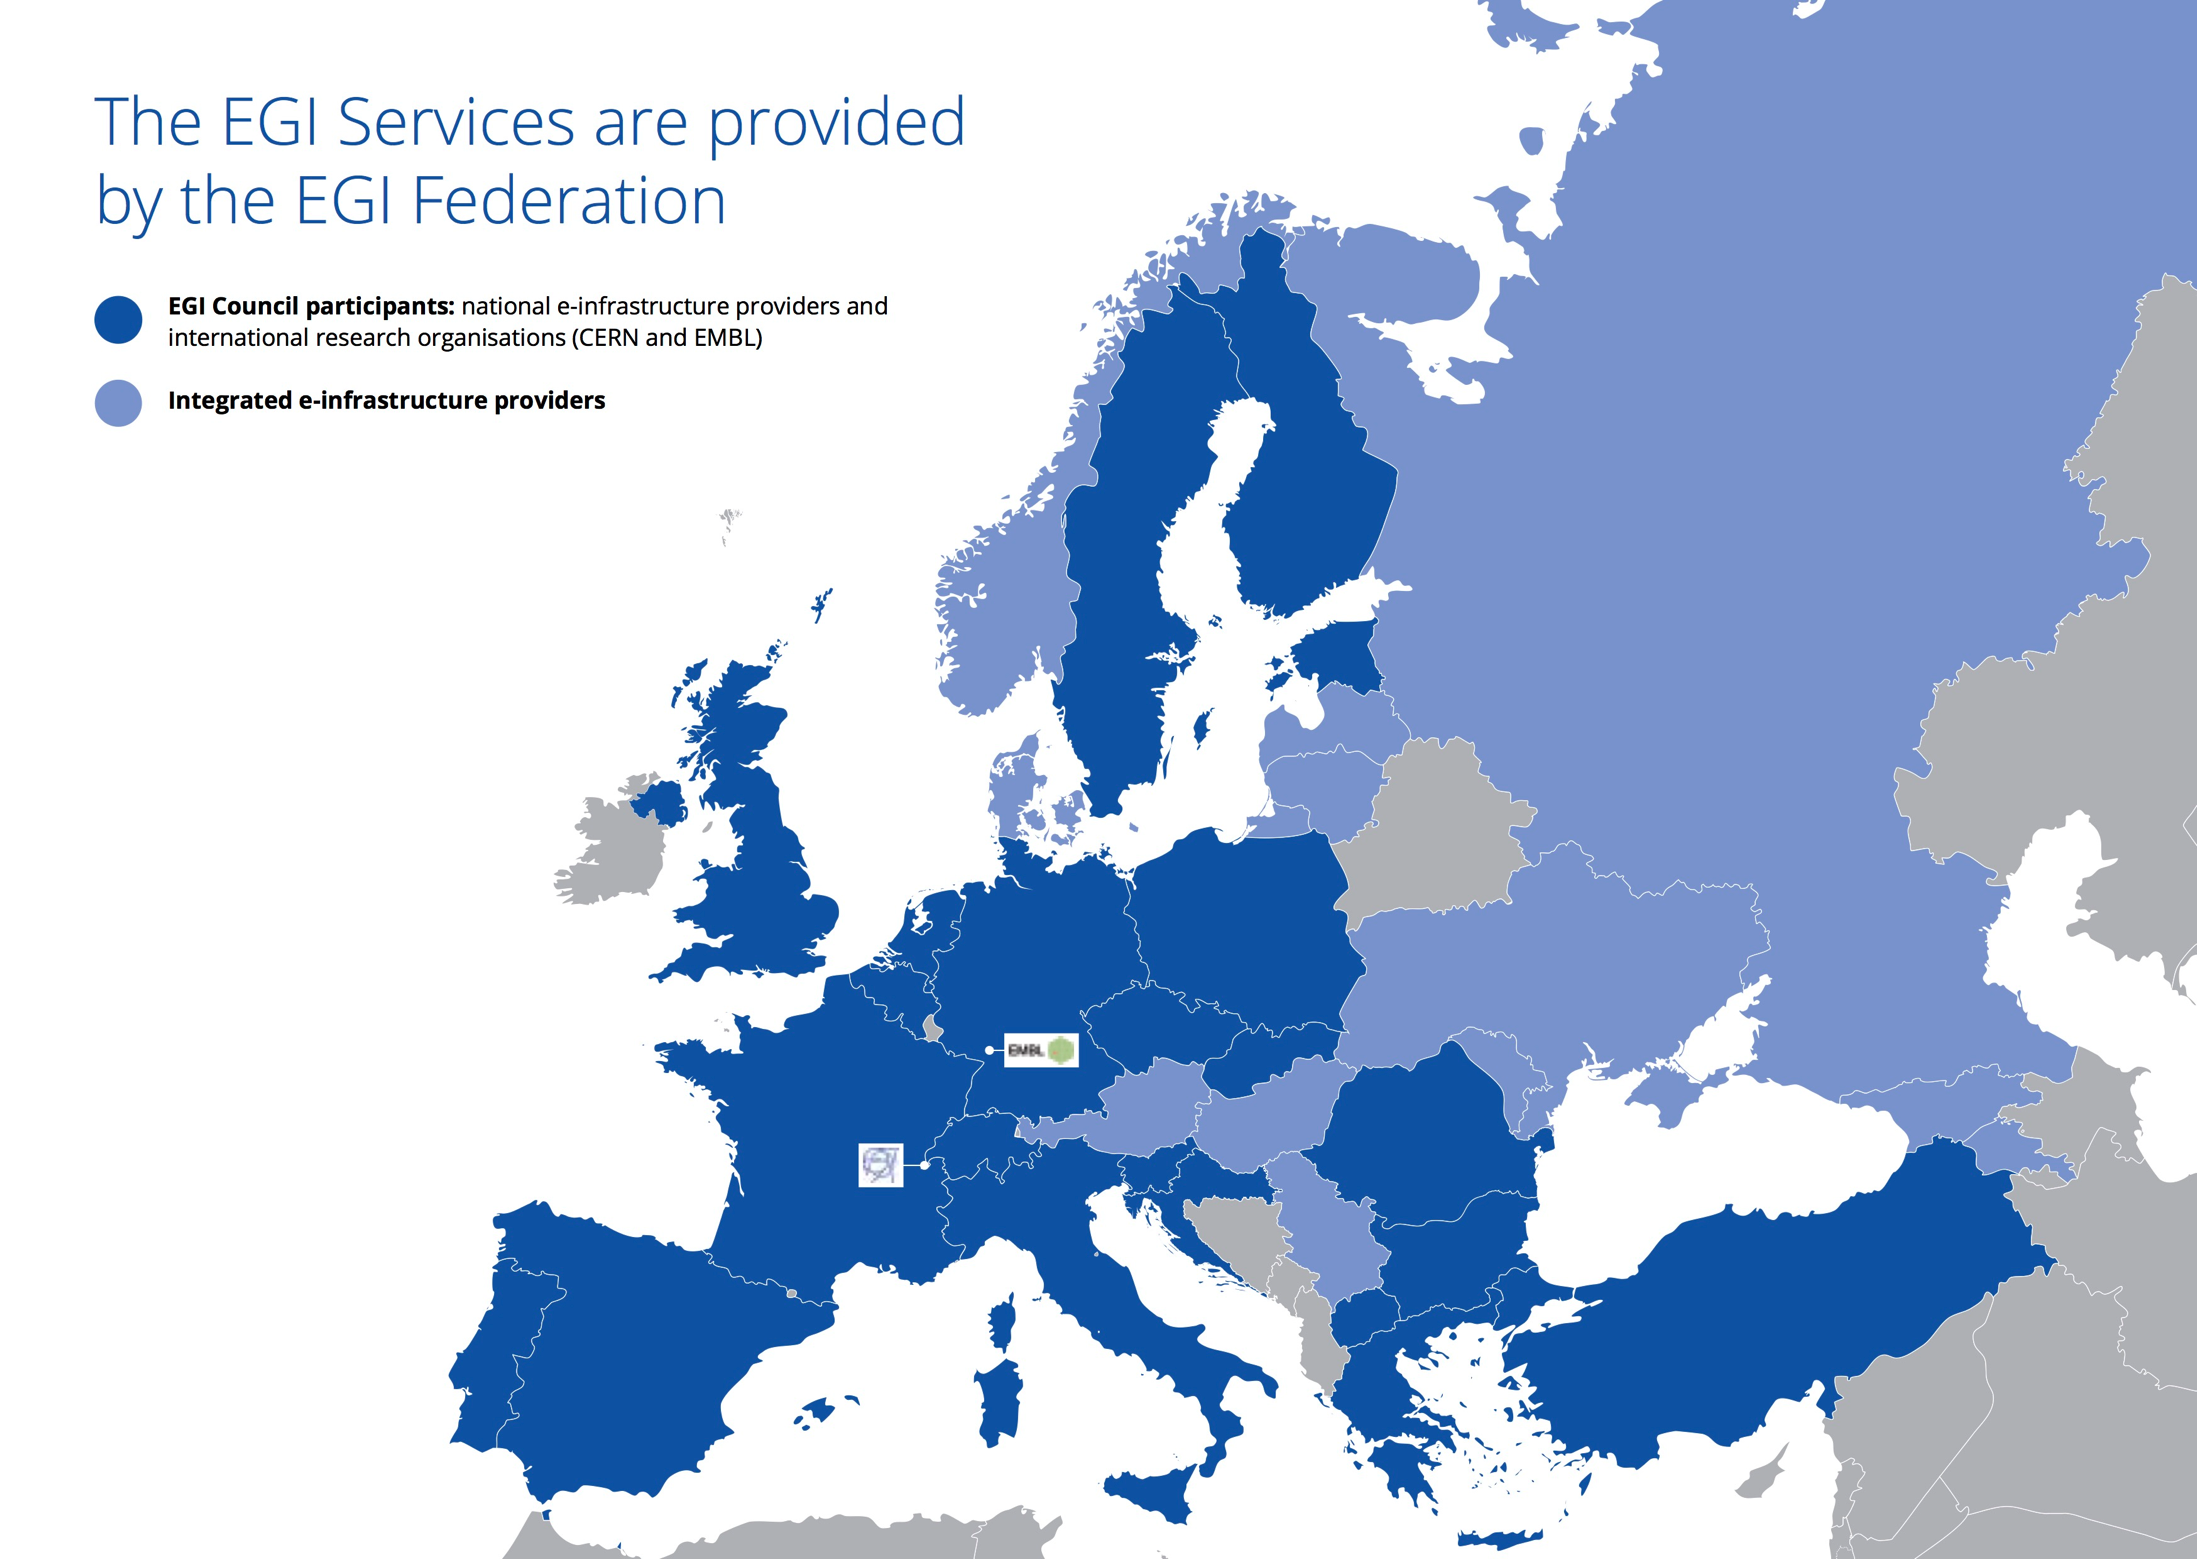 The EGI Services are provided
by the EGI Federation
EGI Council participants: national e-infrastructure providers and
international research organisations (CERN and EMBL)
Integrated e-infrastructure providers
EMBL